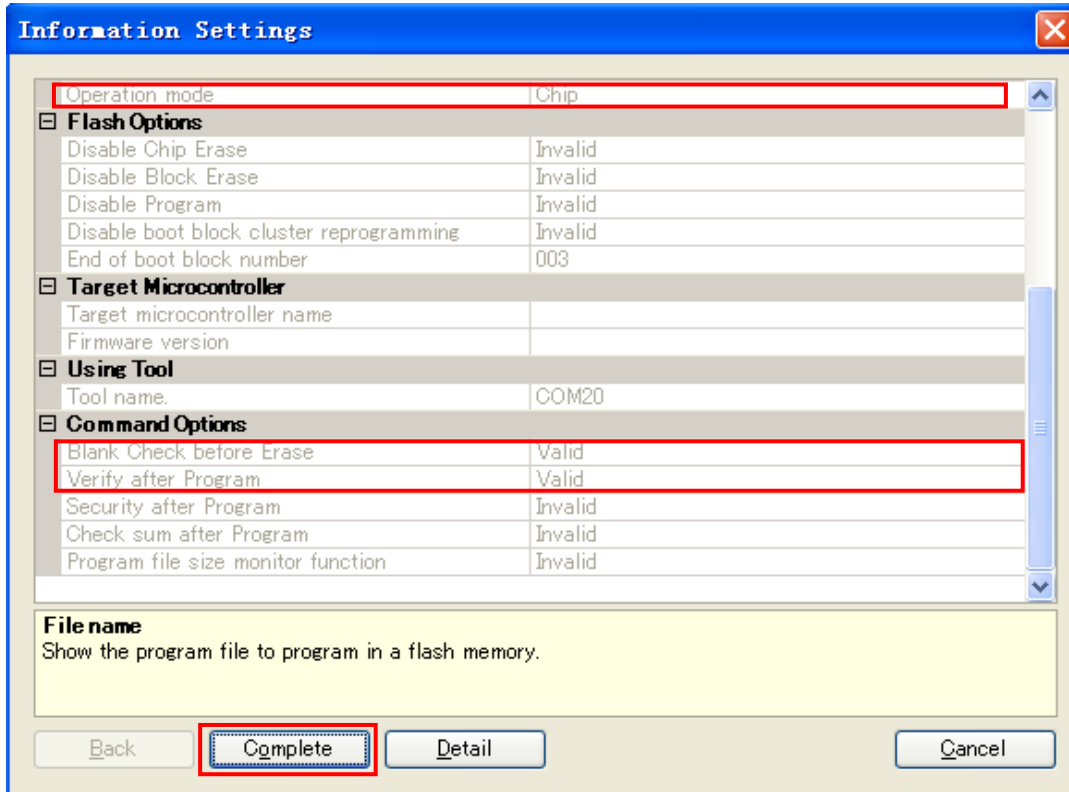 Information Settings
Operation mode Chip
Flash Options
Disable Chip Erase Invalid
Disable Block Erase Invalid
Disable Program Invalid
Disable boot block cluster reprogramming Invalid
End of boot block number 003
Target Microcontroller
Target microcontroller name
Firmware version
Using Tool
Tool name. COM20
Command Options
Blank Check before Erase Valid
Verify after Program Valid
Security after Program Invalid
Check sum after Program Invalid
Program file size monitor function Invalid
File name
Show the program file to program in a flash memory.
Back Complete Detail Cancel